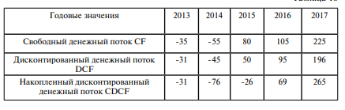 Годовые значения 2013 2014 2015 2016 2017
Свободный денежный поток CF -35 -55 80 105 225
Дисконтированный денежный поток
DCF -31 -45 50 95 196
Накопленный дисконтированный
денежный поток CDCF -31 -76 -26 69 265